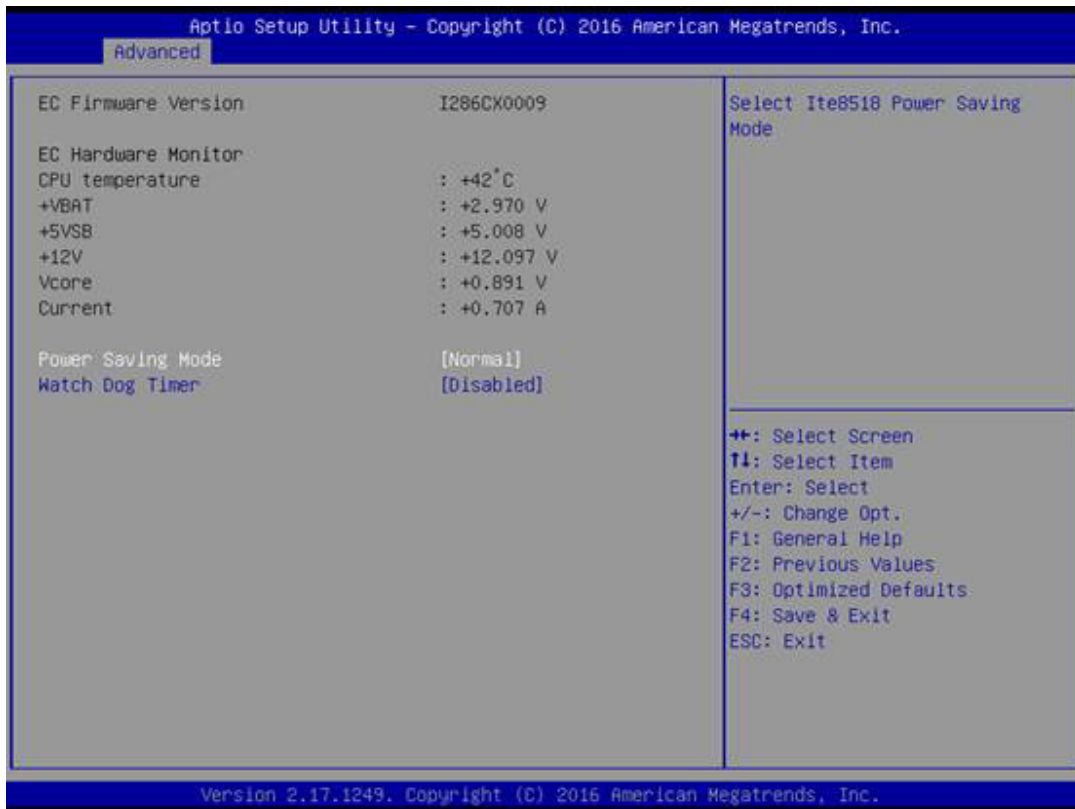 Aptio Setup Utility – Copyright (C) 2016 American Megatrends, Inc.
Advanced
EC Firmware Version I286CX0009
EC Hardware Monitor
CPU temperature : +42°C
+VBAT : +2.970 V
+5VSB : +5.008 V
+12V : +12.097 V
Vcore : +0.891 V
Current : +0.707 A
Power Saving Mode [Normal]
Watch Dog Timer [Disabled]
Select Ite8518 Power Saving
Mode
→←: Select Screen
↑↓: Select Item
Enter: Select
+/-: Change Opt.
F1: General Help
F2: Previous Values
F3: Optimized Defaults
F4: Save & Exit
ESC: Exit
Version 2.17.1249. Copyright (C) 2016 American Megatrends, Inc.